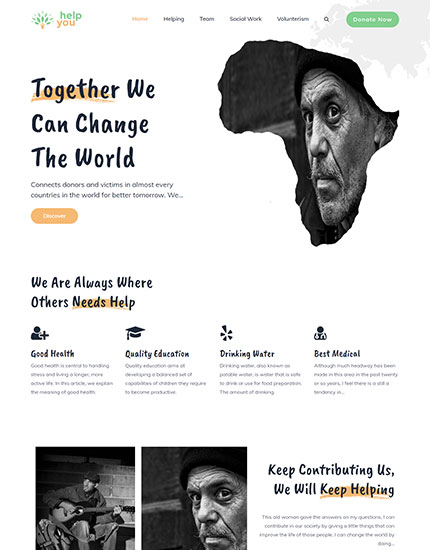 help
you
Home Helping Team Social Work Volunterism Donate Now
Together We
Can Change
The World
Connects donors and victims in almost every
countries in the world for better tomorrow. We...
Discover
We Are Always Where
Others Needs Help
Good Health
Good health is central to handling
stress and living a longer, more
active life. In this article, we explain
the meaning of good health.
Quality Education
Quality education aims at
developing a balanced set of
capabilities of children they require
to become productive.
Drinking Water
Drinking water, also known as
potable water, is water that is safe
to drink or use for food preparation.
The amount of drinking.
Best Medical
Although much headway has been
made in this area in the past twenty
or so years, I feel there is a still a
tendency in...
Keep Contributing Us,
We Will Keep Helping
This old woman gave the answers on my questions, I can
contribute in our society by giving a little things that can
improve the life of those people. I can change the world by
doing...